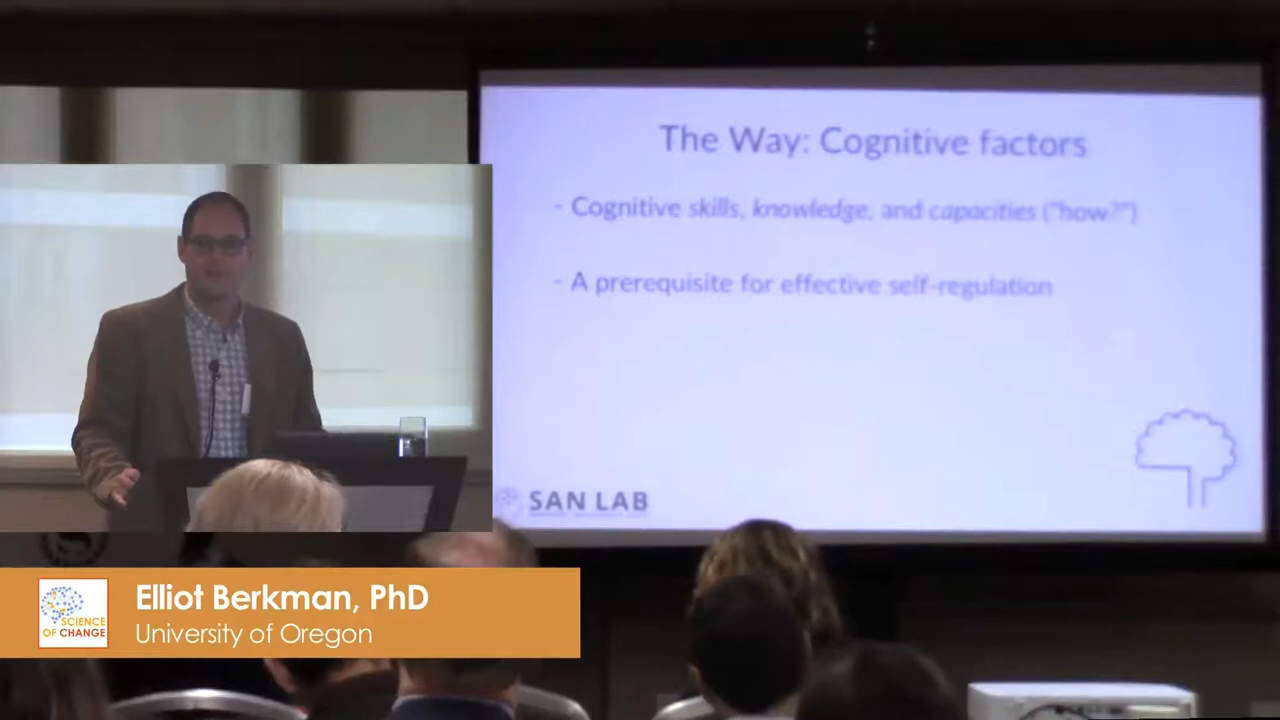 The Way: Cognitive factors
- Cognitive skills, knowledge, and capacities ("how?")
- A prerequisite for effective self-regulation
SAN LAB
Elliot Berkman, PhD
University of Oregon
SCIENCE
OF CHANGE